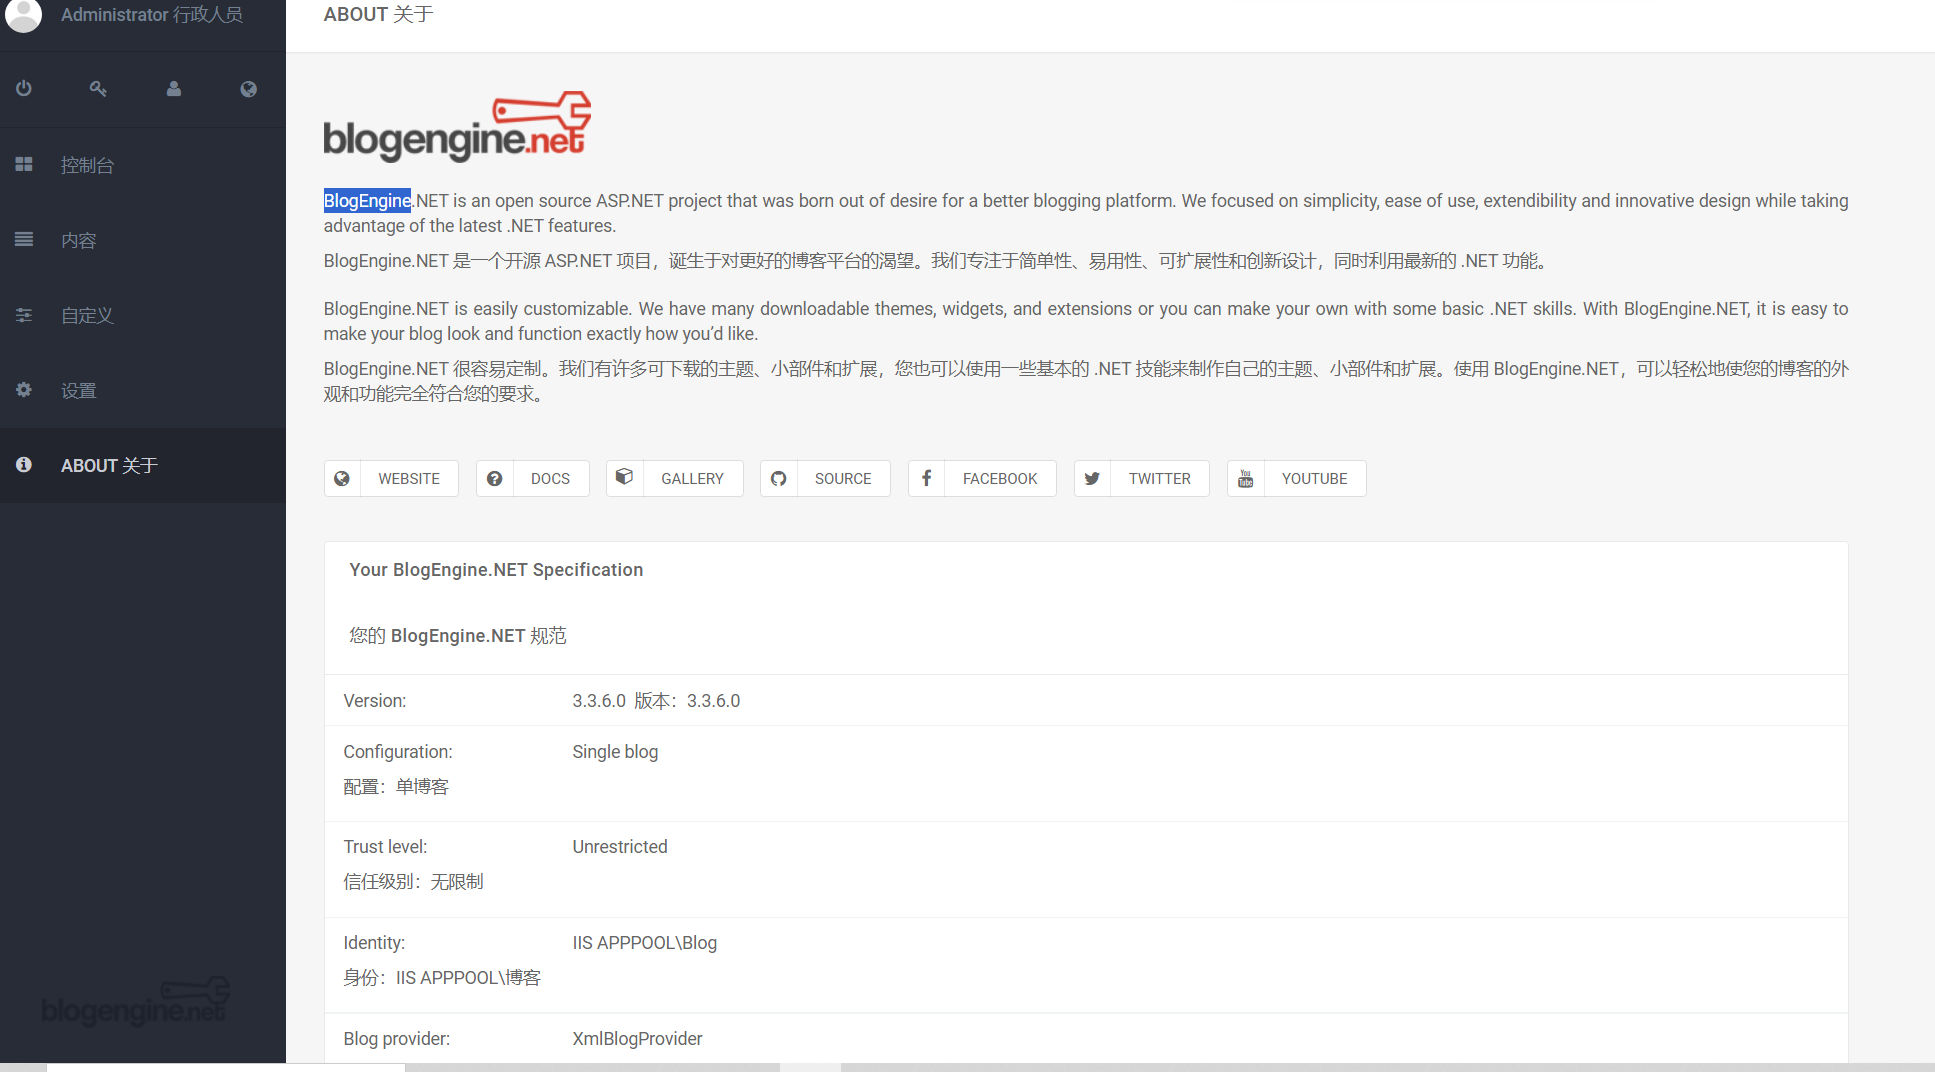 Administrator 行政人员
ABOUT 关于
控制台
内容
自定义
设置
ABOUT 关于
blogengine.net
blogengine.net
BlogEngine.NET is an open source ASP.NET project that was born out of desire for a better blogging platform. We focused on simplicity, ease of use, extendibility and innovative design while taking
advantage of the latest .NET features.
BlogEngine.NET 是一个开源 ASP.NET 项目，诞生于对更好的博客平台的渴望。我们专注于简单性、易用性、可扩展性和创新设计，同时利用最新的 .NET 功能。
BlogEngine.NET is easily customizable. We have many downloadable themes, widgets, and extensions or you can make your own with some basic .NET skills. With BlogEngine.NET, it is easy to
make your blog look and function exactly how you’d like.
BlogEngine.NET 很容易定制。我们有许多可下载的主题、小部件和扩展，您也可以使用一些基本的 .NET 技能来制作自己的主题、小部件和扩展。使用 BlogEngine.NET，可以轻松地使您的博客的外
观和功能完全符合您的要求。
WEBSITE DOCS GALLERY SOURCE FACEBOOK TWITTER You Tube YOUTUBE
Your BlogEngine.NET Specification
您的 BlogEngine.NET 规范
Version: 3.3.6.0 版本：3.3.6.0
Configuration: Single blog
配置：单博客
Trust level: Unrestricted
信任级别：无限制
Identity: IIS APPPOOL\Blog
身份：IIS APPPOOL\博客
Blog provider: XmlBlogProvider